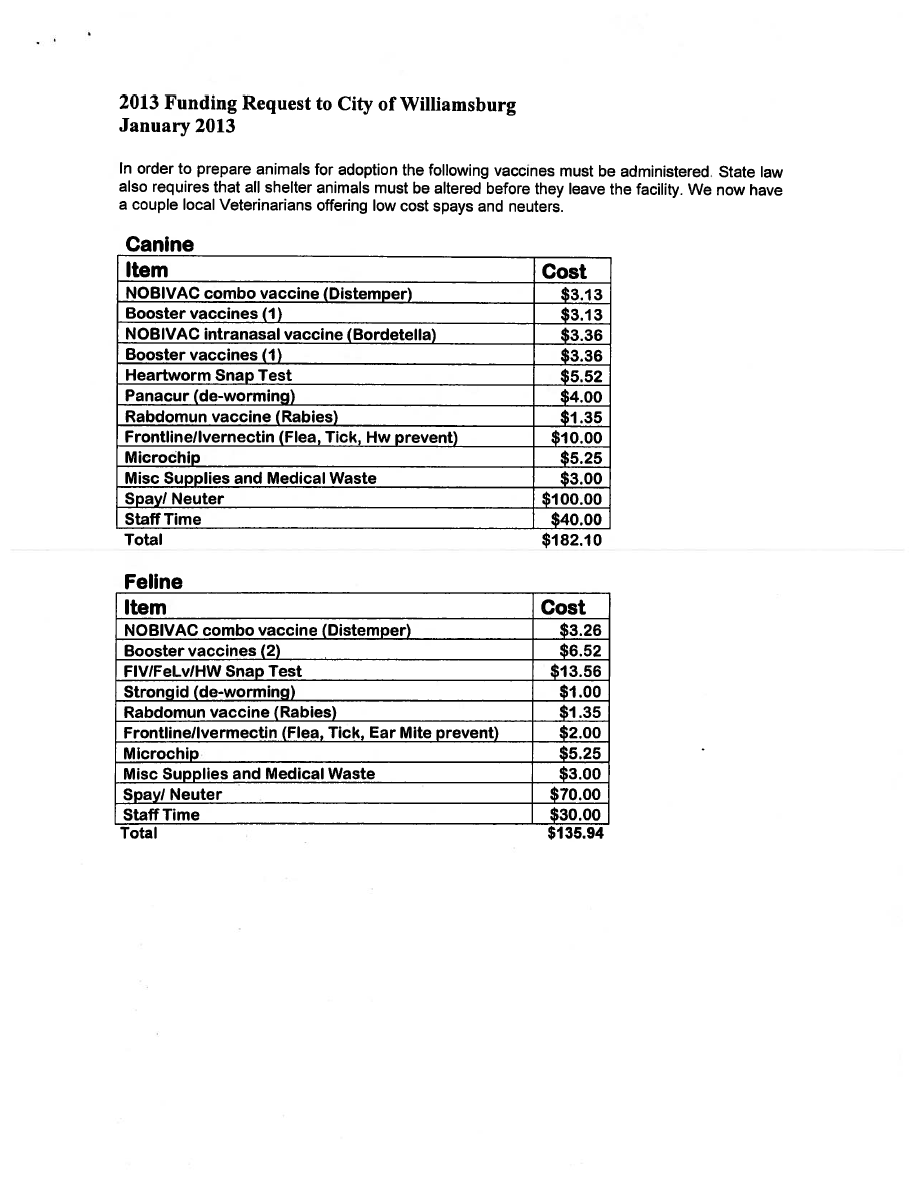 2013 Funding Request to City of Williamsburg
January 2013
In order to prepare animals for adoption the following vaccines must be administered. State law
also requires that all shelter animals must be altered before they leave the facility. We now have
a couple local Veterinarians offering low cost spays and neuters.
Canine
Item Cost
NOBIVAC combo vaccine (Distemper) $3.13
Booster vaccines (1) $3.13
NOBIVAC intranasal vaccine (Bordetella) $3.36
Booster vaccines (1) $3.36
Heartworm Snap Test $5.52
Panacur (de-worming) $4.00
Rabdomun vaccine (Rabies) $1.35
Frontline/Ivernectin (Flea, Tick, Hw prevent) $10.00
Microchip $5.25
Misc Supplies and Medical Waste $3.00
Spay/ Neuter $100.00
Staff Time $40.00
Total $182.10
Feline
Item Cost
NOBIVAC combo vaccine (Distemper) $3.26
Booster vaccines (2) $6.52
FIV/FeLv/HW Snap Test $13.56
Strongid (de-worming) $1.00
Rabdomun vaccine (Rabies) $1.35
Frontline/Ivermectin (Flea, Tick, Ear Mite prevent) $2.00
Microchip $5.25
Misc Supplies and Medical Waste $3.00
Spay/ Neuter $70.00
Staff Time $30.00
Total $135.94